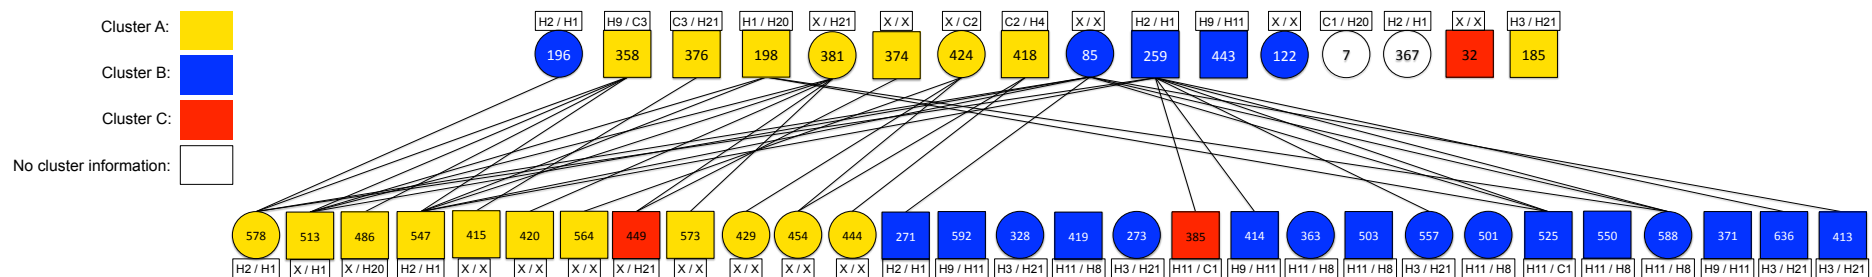 Cluster A:
Cluster B:
Cluster C:
No cluster information:
H2 / H1 H9 / C3 C3 / H21 H1 / H20 X / H21 X / X X / C2 C2 / H4 X / X H2 / H1 H9 / H11 X / X C1 / H20 H2 / H1 X / X H3 / H21
196 358 376 198 381 374 424 418 85 259 443 122 7 367 32 185
578 513 486 547 415 420 564 449 573 429 454 444 271 592 328 419 273 385 414 363 503 557 501 525 550 588 371 636 413
H2 / H1 X / H1 X / H20 H2 / H1 X / X X / X X / X X / H21 X / X X / X X / X X / X H2 / H1 H9 / H11 H3 / H21 H11 / H8 H3 / H21 H11 / C1 H9 / H11 H11 / H8 H11 / H8 H3 / H21 H11 / H8 H11 / C1 H11 / H8 H11 / H8 H9 / H11 H3 / H21 H3 / H21